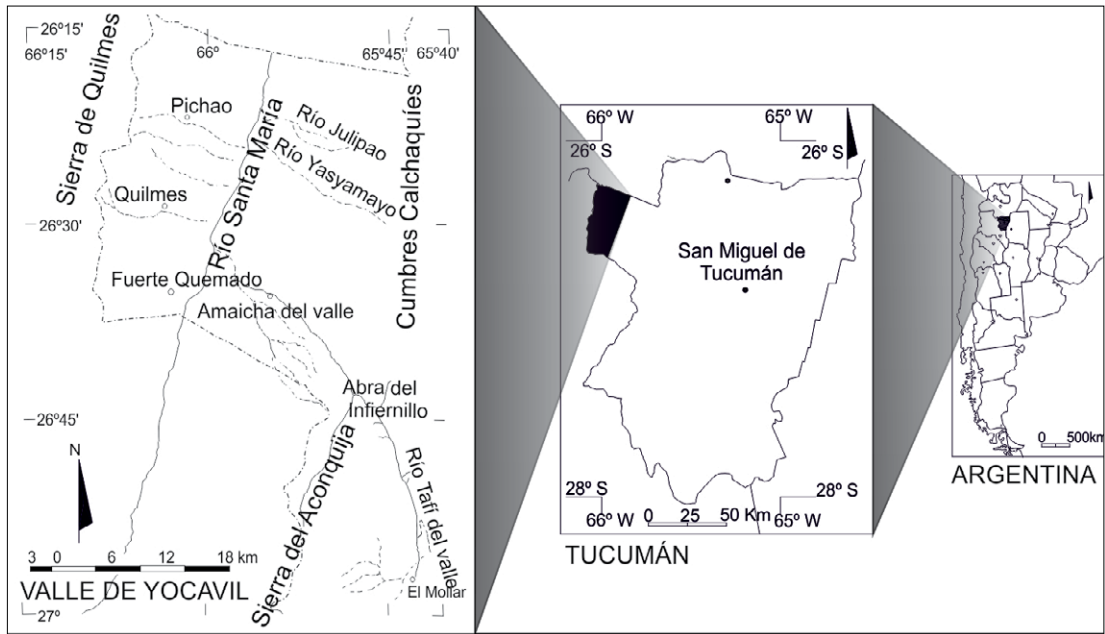 26º15'
66º15'
66º
65º45'
65º40'
Sierra de Quilmes
Pichao
Río Julipao
Río Yasyamayo
Río Santa María
Cumbres Calchaquíes
Quilmes
26º30'
Fuerte Quemado
Amaicha del valle
Abra del
Infiernillo
26º45'
Sierra del Aconquija
Río Tafí del valle
N
3 0 6 12 18 km
El Mollar
VALLE DE YOCAVIL
27º
66º W
65º W
26º S
26º S
San Miguel de
Tucumán
28º S
28º S
66º W
65º W
0 25 50 Km
TUCUMÁN
0 500km
ARGENTINA